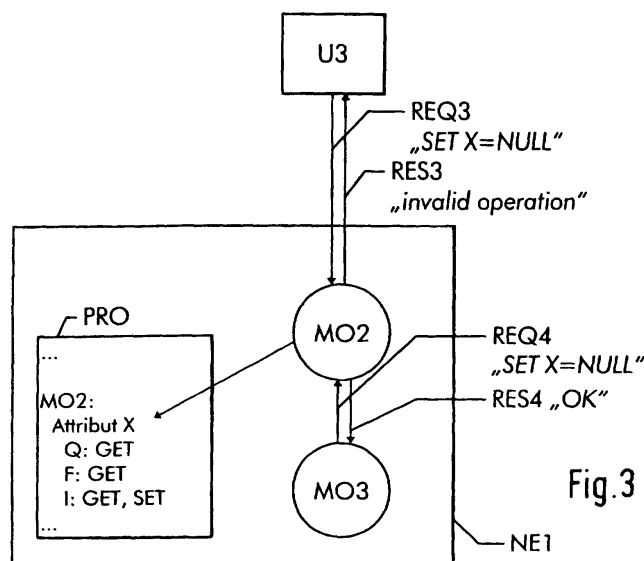 U3
REQ3
„SET X=NULL"
RES3
„invalid operation"
PRO
...
MO2:
Attribut X
Q: GET
F: GET
I: GET, SET
...
MO2
REQ4
„SET X=NULL"
RES4 „OK"
MO3
Fig.3
NE1